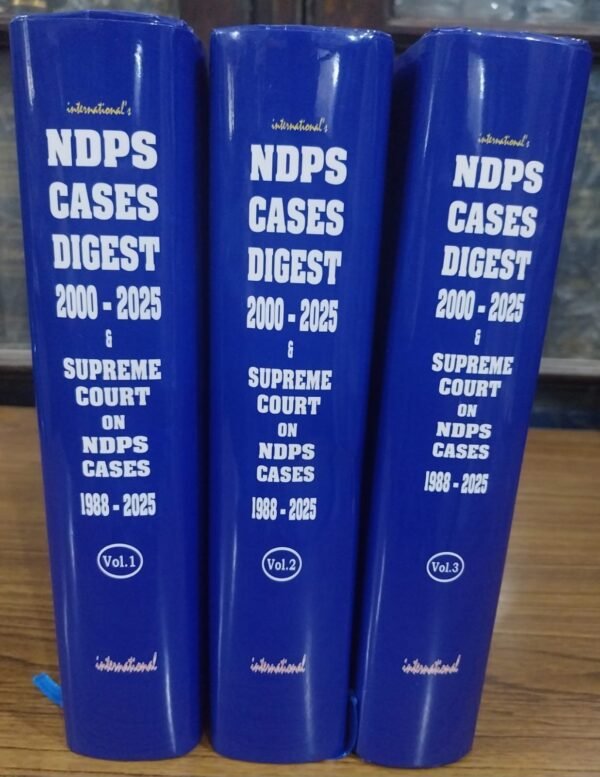 international's
NDPS
CASES
DIGEST
2000 - 2025
&
SUPREME
COURT
ON
NDPS
CASES
1988 - 2025
Vol.1
international
international's
NDPS
CASES
DIGEST
2000 - 2025
&
SUPREME
COURT
ON
NDPS
CASES
1988 - 2025
Vol.2
international
international's
NDPS
CASES
DIGEST
2000 - 2025
&
SUPREME
COURT
ON
NDPS
CASES
1988 - 2025
Vol.3
international